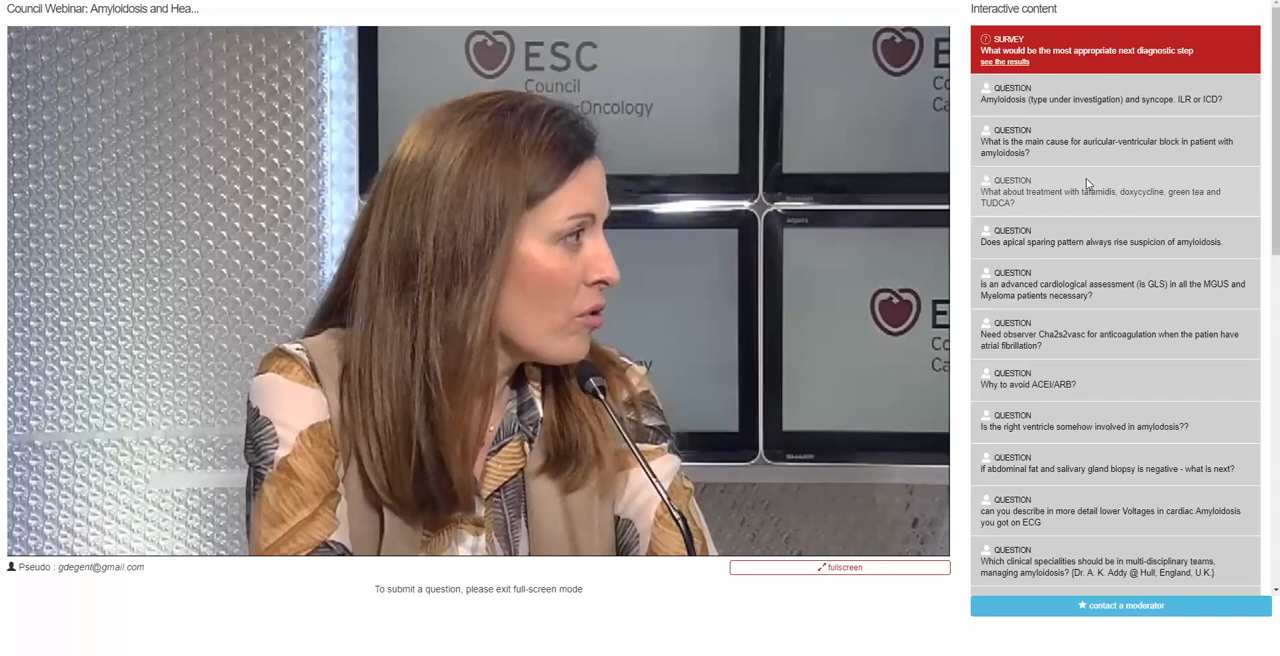 Council Webinar: Amyloidosis and Hea...
ESC
Council
-Oncology
ESC
Co
Ca
SHARP
Co
Ca
SHARP
Pseudo : gdegent@gmail.com
fullscreen
To submit a question, please exit full-screen mode
Interactive content
SURVEY
What would be the most appropriate next diagnostic step
see the results
QUESTION
Amyloidosis (type under investigation) and syncope. ILR or ICD?
QUESTION
What is the main cause for auricular-ventricular block in patient with
amyloidosis?
QUESTION
What about treatment with tafamidis, doxycycline, green tea and
TUDCA?
QUESTION
Does apical sparing pattern always rise suspicion of amyloidosis.
QUESTION
is an advanced cardiological assessment (is GLS) in all the MGUS and
Myeloma patients necessary?
QUESTION
Need observer Cha2s2vasc for anticoagulation when the patien have
atrial fibrillation?
QUESTION
Why to avoid ACEI/ARB?
QUESTION
Is the right ventricle somehow involved in amylodosis??
QUESTION
if abdominal fat and salivary gland biopsy is negative - what is next?
QUESTION
can you describe in more detail lower Voltages in cardiac Amyloidosis
you got on ECG
QUESTION
Which clinical specialities should be in multi-disciplinary teams,
managing amyloidosis? {Dr. A. K. Addy @ Hull, England, U.K.}
contact a moderator